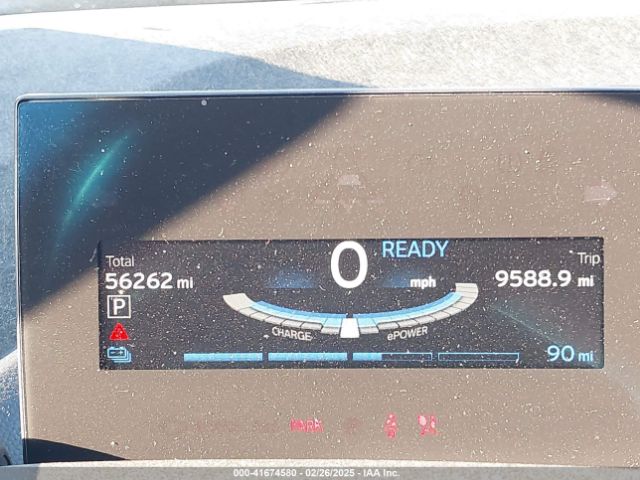 READY
Total
0
Trip
56262 mi
mph
9588.9 mi
P
CHARGE
ePOWER
90 mi
PARK
000-41674580 - 02/26/2025 - IAA Inc.